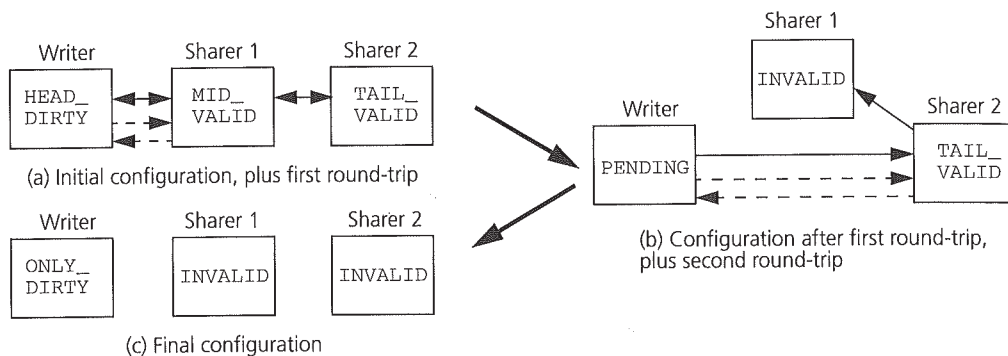 Writer
Sharer 1
Sharer 2
HEAD_
DIRTY
MID_
VALID
TAIL_
VALID
(a) Initial configuration, plus first round-trip
Sharer 1
INVALID
Writer
Sharer 2
PENDING
TAIL_
VALID
(b) Configuration after first round-trip,
plus second round-trip
Writer
Sharer 1
Sharer 2
ONLY_
DIRTY
INVALID
INVALID
(c) Final configuration